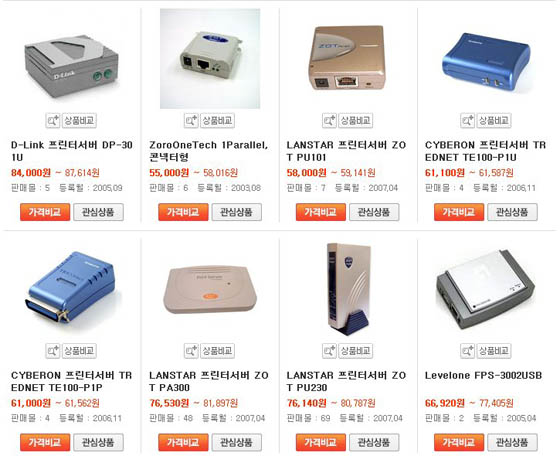 D-Link
ZOT
상품비교
상품비교
상품비교
상품비교
D-Link 프린터서버 DP-30
1U
84,000원 ~ 87,614원
판매몰 : 5 등록월 : 2005,09
가격비교 관심상품
ZoroOneTech 1Parallel,
콘넥터형
55,000원 ~ 58,016원
판매몰 : 6 등록월 : 2003,08
가격비교 관심상품
LANSTAR 프린터서버 ZO
T PU101
58,000원 ~ 59,141원
판매몰 : 7 등록월 : 2007,04
가격비교 관심상품
CYBERON 프린터서버 TR
EDNET TE100-P1U
61,100원 ~ 61,587원
판매몰 : 4 등록월 : 2006,11
가격비교 관심상품
상품비교
상품비교
상품비교
상품비교
CYBERON 프린터서버 TR
EDNET TE100-P1P
61,000원 ~ 61,562원
판매몰 : 4 등록월 : 2006,11
가격비교 관심상품
LANSTAR 프린터서버 ZO
T PA300
76,530원 ~ 81,897원
판매몰 : 48 등록월 : 2007,04
가격비교 관심상품
LANSTAR 프린터서버 ZO
T PU230
76,140원 ~ 80,787원
판매몰 : 69 등록월 : 2007,04
가격비교 관심상품
Levelone FPS-3002USB
66,920원 ~ 77,405원
판매몰 : 2 등록월 : 2005,04
가격비교 관심상품